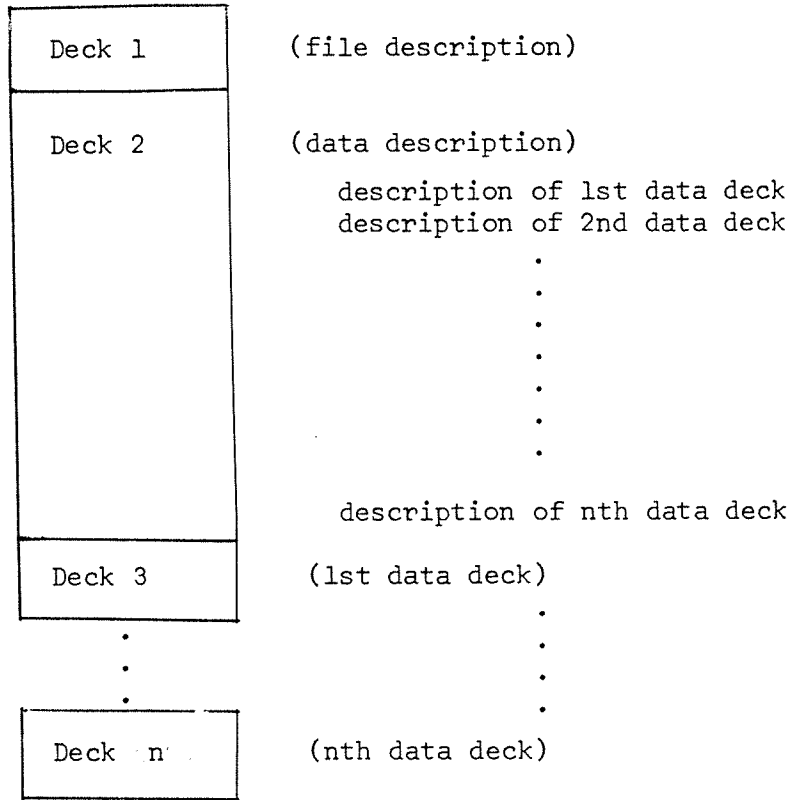 Deck 1 (file description)
Deck 2 (data description)
description of 1st data deck
description of 2nd data deck
.
.
.
.
.
.
.
description of nth data deck
Deck 3 (1st data deck)
. .
. .
. .
.
Deck n (nth data deck)